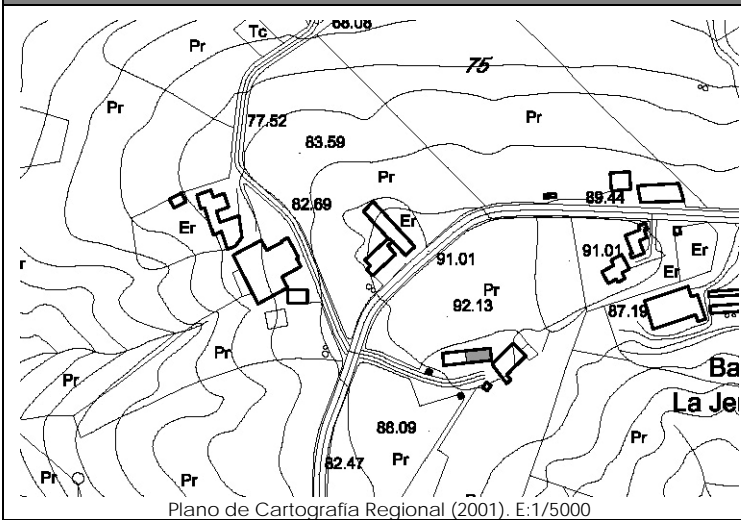 68.08
Tc
Pr
75
Pr
77.52
Pr
83.59
Pr
82.69
Er
Er
89.44
91.01
91.01
Er
Er
Pr
92.13
87.19
Pr
Ba
La Je
Pr
88.09
Pr
82.47
Pr
Pr
Pr
Plano de Cartografía Regional (2001). E:1/5000